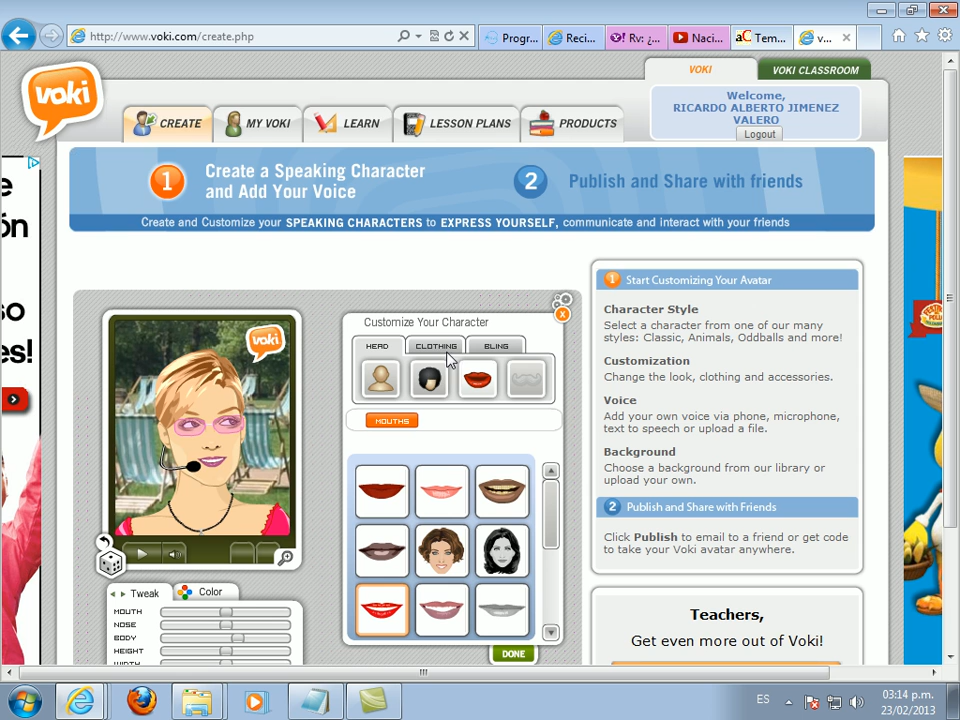 http://www.voki.com/create.php
Progr...
Reci...
Rv: ¿...
Naci...
aC Tem...
v...
VOKI
VOKI CLASSROOM
voki
CREATE
MY VOKI
LEARN
LESSON PLANS
PRODUCTS
Welcome,
RICARDO ALBERTO JIMENEZ
VALERO
Logout
1
Create a Speaking Character
and Add Your Voice
2
Publish and Share with friends
Create and Customize your SPEAKING CHARACTERS to EXPRESS YOURSELF, communicate and interact with your friends
e
ón
so
es!
voki
Customize Your Character
x
HEAD
CLOTHING
BLING
MOUTHS
DONE
Tweak
Color
MOUTH
NOSE
BODY
HEIGHT
WIDTH
1 Start Customizing Your Avatar
Character Style
Select a character from one of our many
styles: Classic, Animals, Oddballs and more!
Customization
Change the look, clothing and accessories.
Voice
Add your own voice via phone, microphone,
text to speech or upload a file.
Background
Choose a background from our library or
upload your own.
2 Publish and Share with Friends
Click Publish to email to a friend or get code
to take your Voki avatar anywhere.
Teachers,
Get even more out of Voki!
ES
03:14 p.m.
23/02/2013